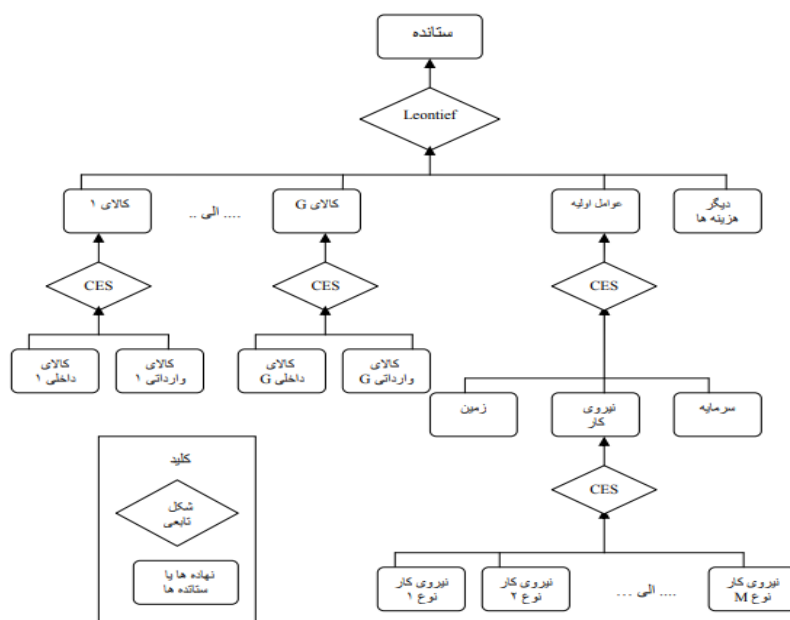 ستانده
Leontief
کالای ۱
.... الی ..
کالای G
عوامل اولیه
دیگر
هزینه ها
CES
CES
CES
کالای
داخلی ۱
کالای
وارداتی ۱
کالای
داخلی G
کالای
وارداتی G
زمین
نیروی
کار
سرمایه
کلید
شکل
تابعی
نهاده ها یا
ستانده ها
CES
نیروی کار
نوع ۱
نیروی کار
نوع ۲
.... الی ...
نیروی کار
نوع M